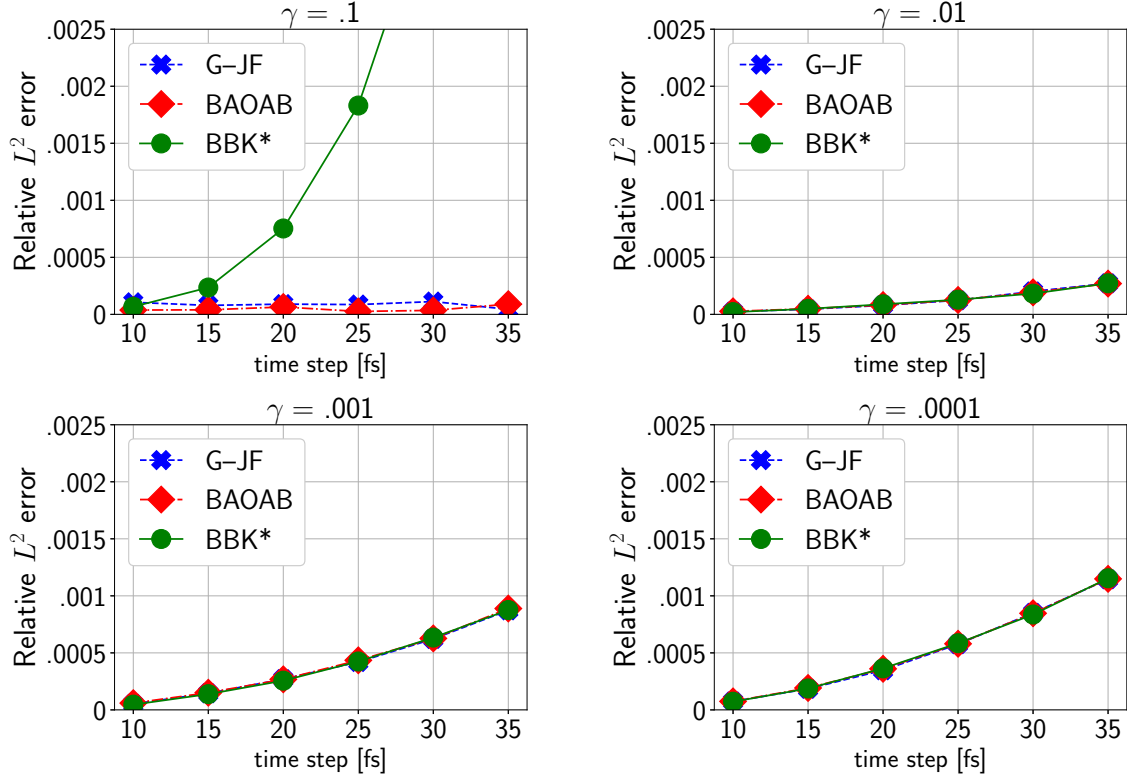 γ = .1
.0025
.002
.0015
.001
.0005
0
Relative L² error
G–JF
BAOAB
BBK*
10 15 20 25 30 35
time step [fs]
γ = .01
.0025
.002
.0015
.001
.0005
0
Relative L² error
G–JF
BAOAB
BBK*
10 15 20 25 30 35
time step [fs]
γ = .001
.0025
.002
.0015
.001
.0005
0
Relative L² error
G–JF
BAOAB
BBK*
10 15 20 25 30 35
time step [fs]
γ = .0001
.0025
.002
.0015
.001
.0005
0
Relative L² error
G–JF
BAOAB
BBK*
10 15 20 25 30 35
time step [fs]